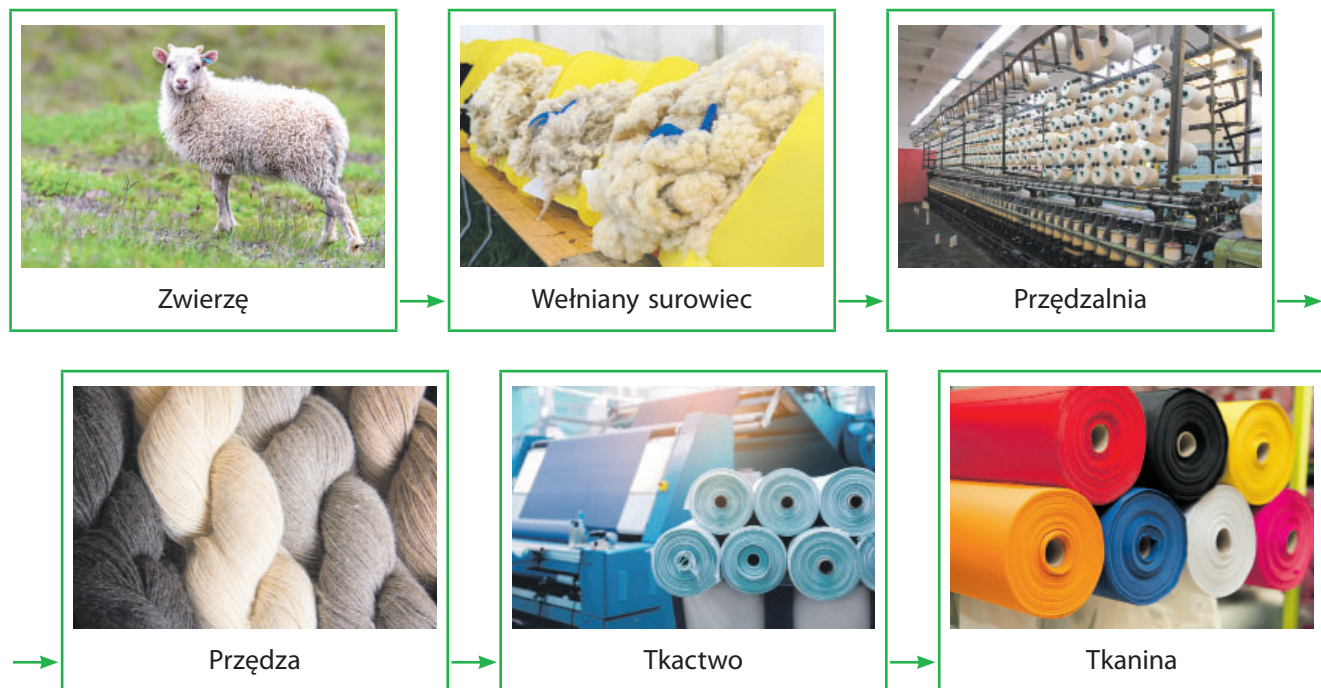 Zwierzę
Wełniany surowiec
Przędzalnia
Przędza
Tkactwo
Tkanina